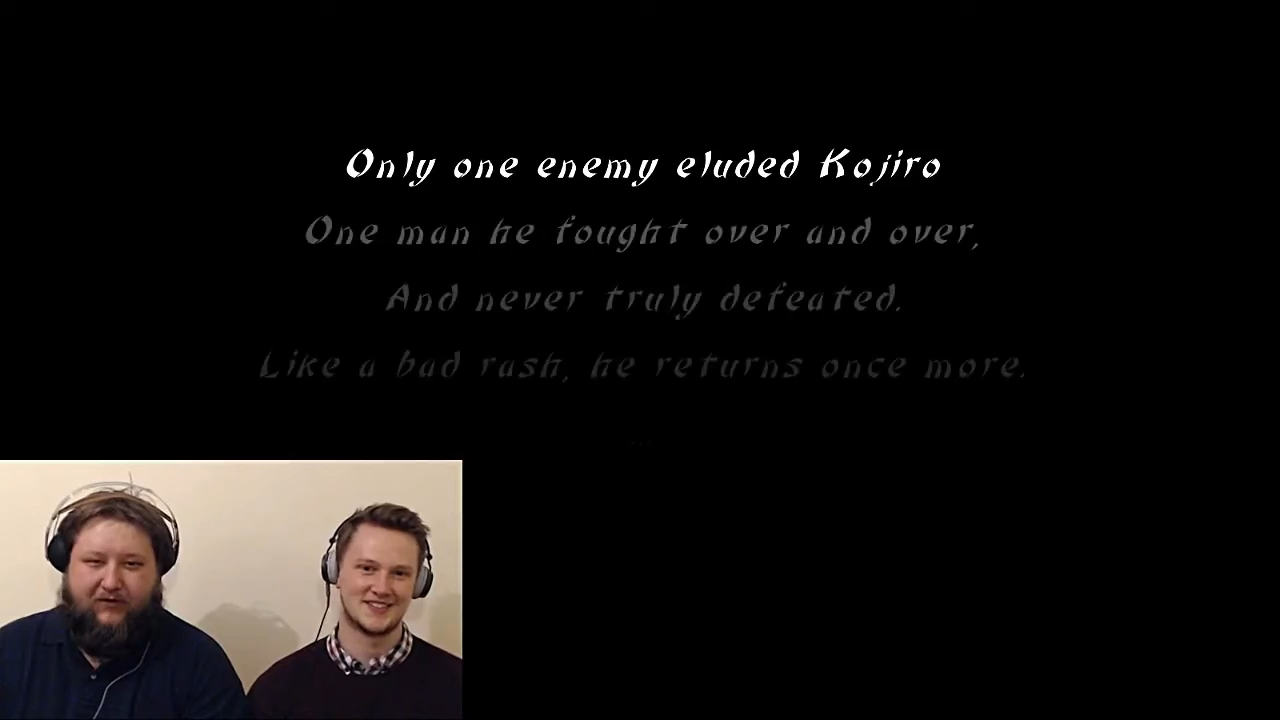 Only one enemy eluded Kojiro
One man he fought over and over,
And never truly defeated.
Like a bad rash, he returns once more.
...